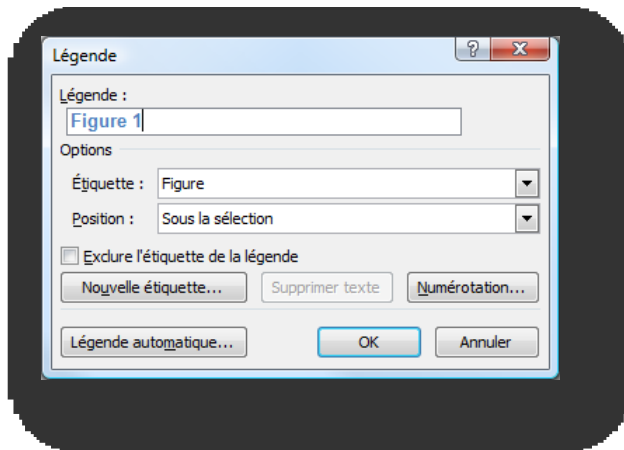 Légende
Légende :
Figure 1
Options
Étiquette : Figure
Position : Sous la sélection
Exclure l'étiquette de la légende
Nouvelle étiquette... Supprimer texte Numérotation...
Légende automatique... OK Annuler